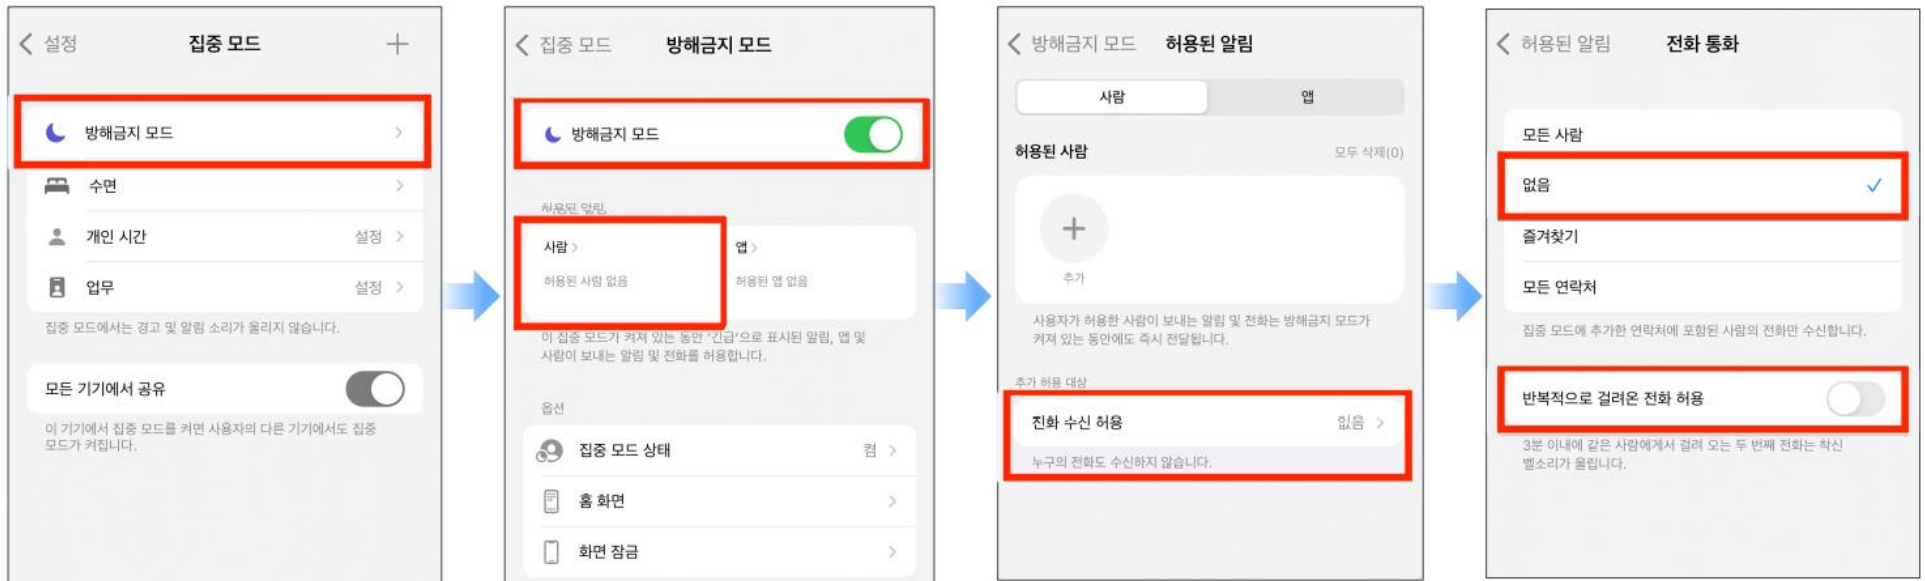 설정
집중 모드
방해금지 모드
수면
개인 시간
설정
업무
설정
집중 모드에서는 경고 및 알림 소리가 울리지 않습니다.
모든 기기에서 공유
이 기기에서 집중 모드를 켜면 사용자의 다른 기기에서도 집중
모드가 켜집니다.
집중 모드
방해금지 모드
방해금지 모드
허용된 알림
사람
앱
허용된 사람 없음
허용된 앱 없음
이 집중 모드가 켜져 있는 동안 '긴급'으로 표시된 알림, 앱 및
사람이 보내는 알림 및 전화를 허용합니다.
옵션
집중 모드 상태
켬
홈 화면
화면 잠금
방해금지 모드
허용된 알림
사람
앱
허용된 사람
모두 삭제(0)
추가
사용자가 허용한 사람이 보내는 알림 및 전화는 방해금지 모드가
켜져 있는 동안에도 즉시 전달됩니다.
추가 허용 대상
전화 수신 허용
없음
누구의 전화도 수신하지 않습니다.
허용된 알림
전화 통화
모든 사람
없음
즐겨찾기
모든 연락처
집중 모드에 추가한 연락처에 포함된 사람의 전화만 수신합니다.
반복적으로 걸려온 전화 허용
3분 이내에 같은 사람에게서 걸려 오는 두 번째 전화는 착신
벨소리가 울립니다.